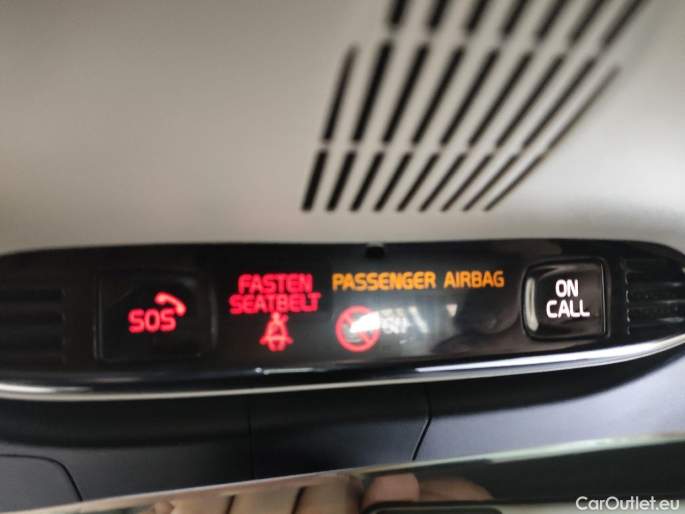 SOS
FASTEN
SEATBELT
PASSENGER AIRBAG
ON
CALL
CarOutlet.eu